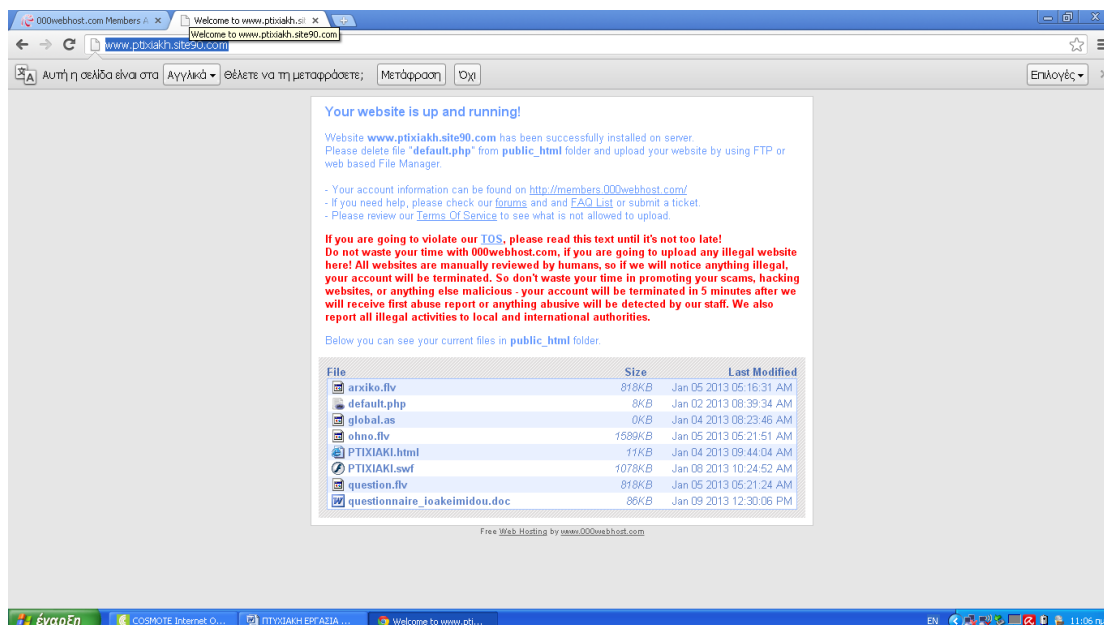 000webhost.com Members A
Welcome to www.ptixiakh.si
Welcome to www.ptixiakh.site90.com
www.ptixiakh.site90.com
Αυτή η σελίδα είναι στα Αγγλικά Θέλετε να τη μεταφράσετε; Μετάφραση Όχι Επιλογές
Your website is up and running!
Website www.ptixiakh.site90.com has been successfully installed on server.
Please delete file "default.php" from public_html folder and upload your website by using FTP or
web based File Manager.
- Your account information can be found on http://members.000webhost.com/
- If you need help, please check our forums and and FAQ List or submit a ticket.
- Please review our Terms Of Service to see what is not allowed to upload.
If you are going to violate our TOS, please read this text until it's not too late!
Do not waste your time with 000webhost.com, if you are going to upload any illegal website
here! All websites are manually reviewed by humans, so if we will notice anything illegal,
your account will be terminated. So don't waste your time in promoting your scams, hacking
websites, or anything else malicious - your account will be terminated in 5 minutes after we
will receive first abuse report or anything abusive will be detected by our staff. We also
report all illegal activities to local and international authorities.
Below you can see your current files in public_html folder.
File Size Last Modified
arxiko.flv 818KB Jan 05 2013 05:16:31 AM
default.php 8KB Jan 02 2013 08:39:34 AM
global.as 0KB Jan 04 2013 08:23:46 AM
ohno.flv 1589KB Jan 05 2013 05:21:51 AM
PTIXIAKI.html 11KB Jan 04 2013 09:44:04 AM
PTIXIAKI.swf 1078KB Jan 08 2013 10:24:52 AM
question.flv 818KB Jan 05 2013 05:21:24 AM
questionnaire_ioakeimidou.doc 86KB Jan 09 2013 12:30:06 PM
Free Web Hosting by www.000webhost.com
έναρξη COSMOTE Internet O... ΠΤΥΧΙΑΚΗ ΕΡΓΑΣΙΑ ... Welcome to www.pti... EN 11:06 πμ